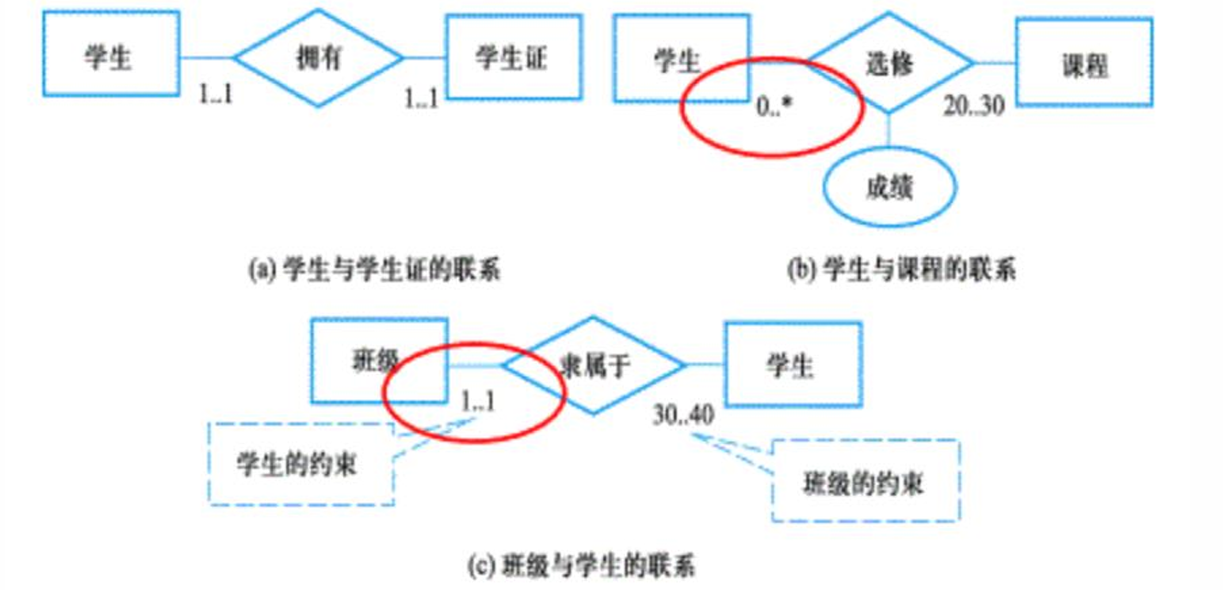 学生
拥有
学生证
1..1
1..1
学生
选修
课程
0..*
20..30
成绩
(a) 学生与学生证的联系
(b) 学生与课程的联系
班级
隶属于
学生
1..1
30..40
学生的约束
班级的约束
(c) 班级与学生的联系